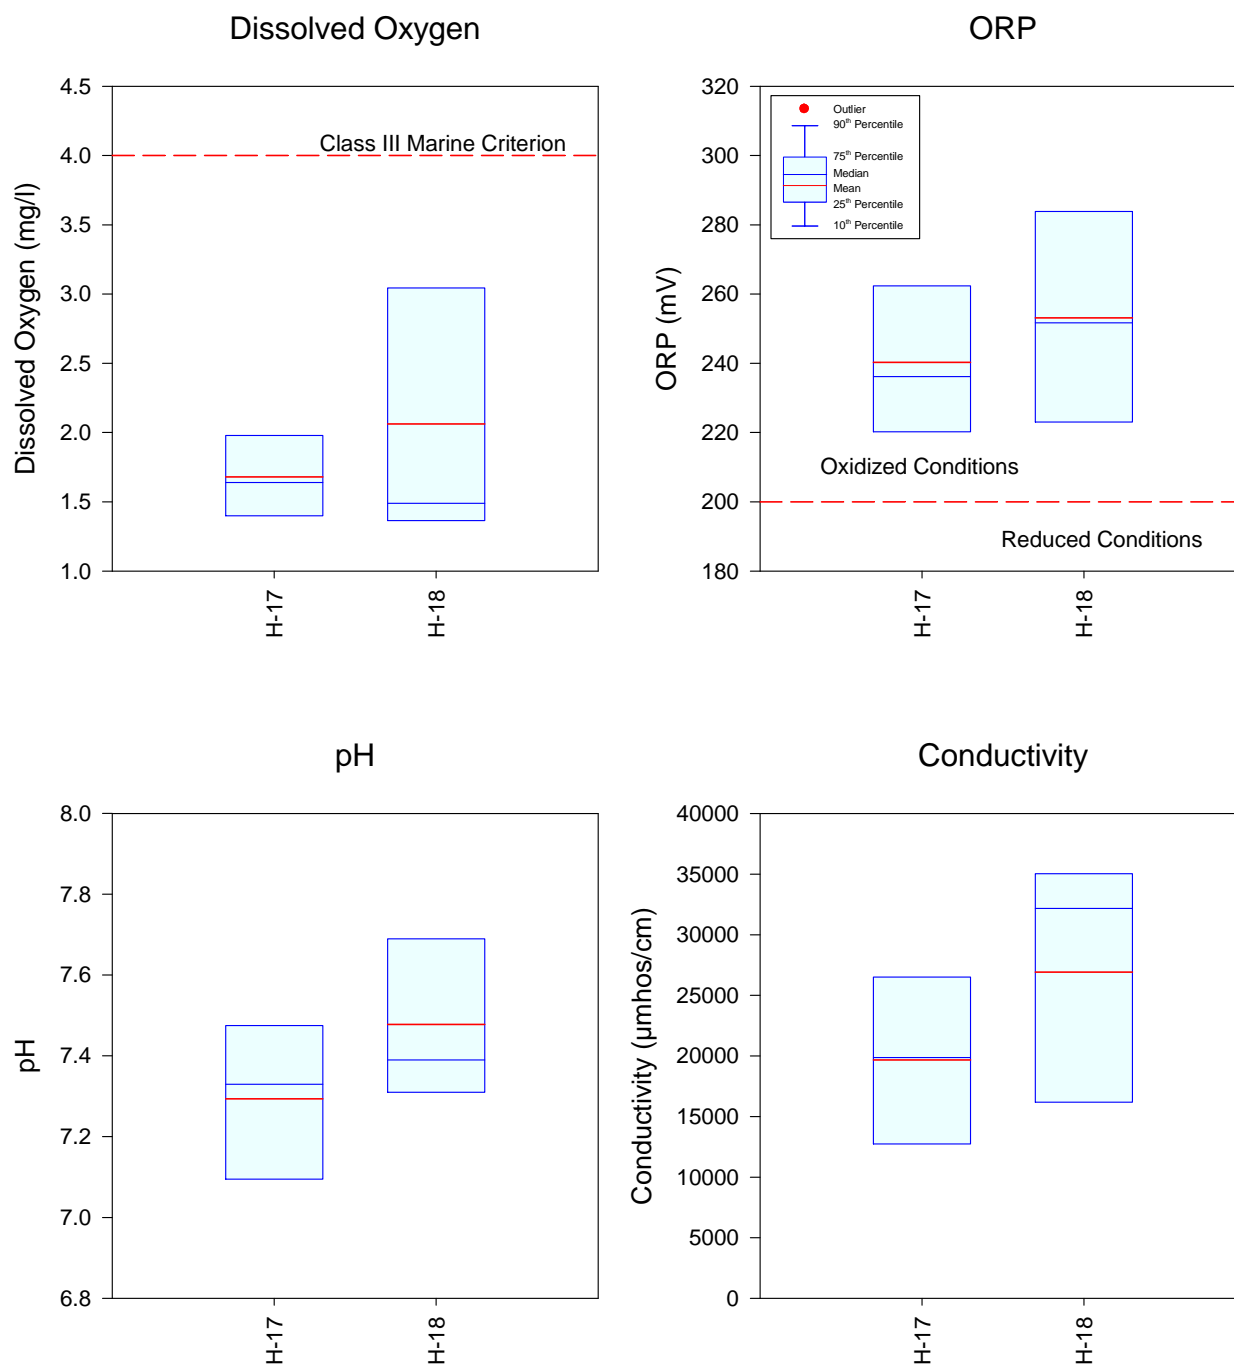 Dissolved Oxygen
4.5
4.0
3.5
3.0
2.5
2.0
1.5
1.0
Dissolved Oxygen (mg/l)
Class III Marine Criterion
H-17
H-18
ORP
320
300
280
260
240
220
200
180
ORP (mV)
Outlier
90th Percentile
75th Percentile
Median
Mean
25th Percentile
10th Percentile
Oxidized Conditions
Reduced Conditions
H-17
H-18
pH
8.0
7.8
7.6
7.4
7.2
7.0
6.8
pH
H-17
H-18
Conductivity
40000
35000
30000
25000
20000
15000
10000
5000
0
Conductivity (µmhos/cm)
H-17
H-18